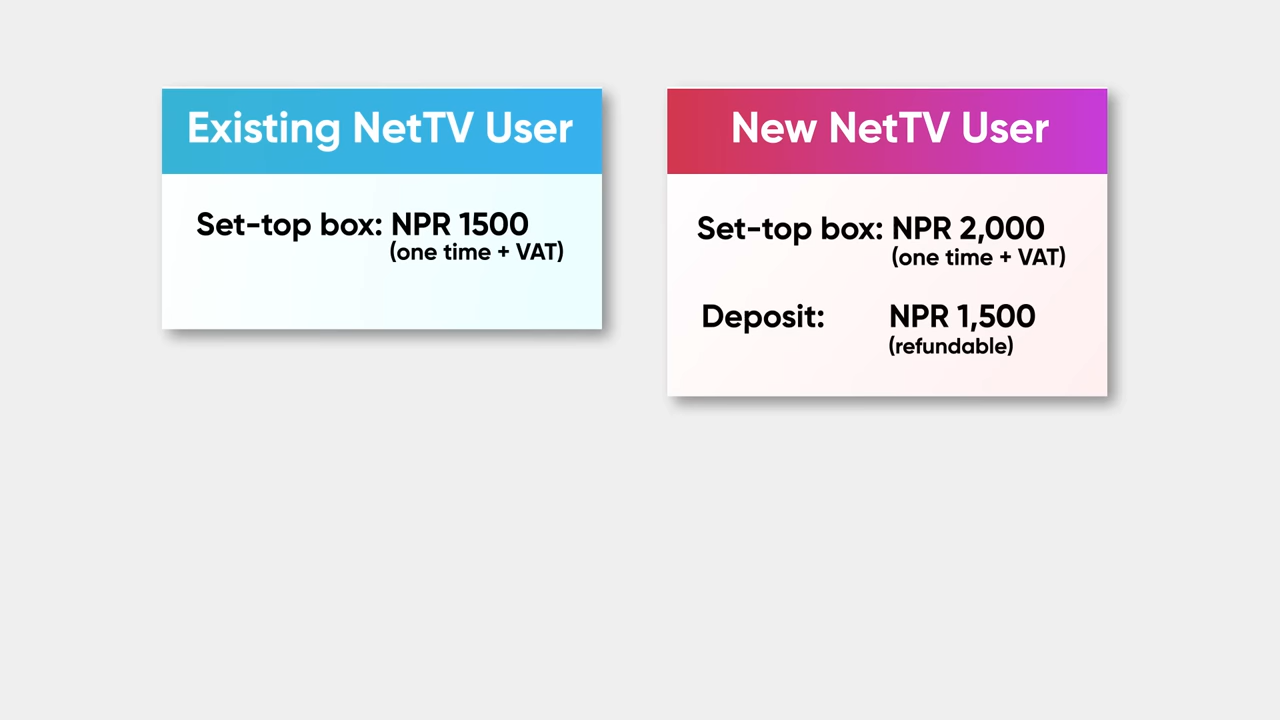 Existing NetTV User
Set-top box: NPR 1500
(one time + VAT)
New NetTV User
Set-top box: NPR 2,000
(one time + VAT)
Deposit: NPR 1,500
(refundable)